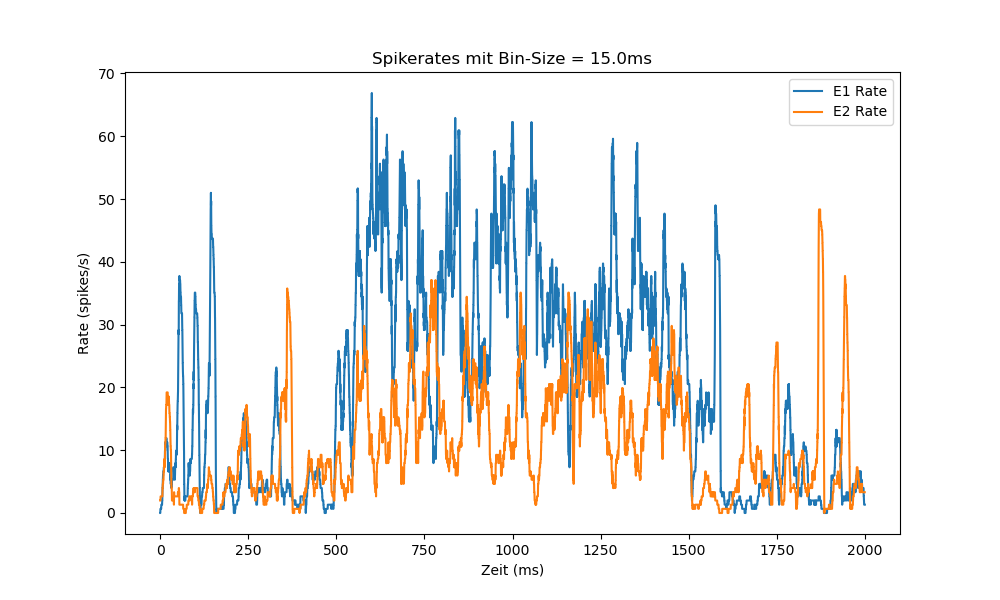 Spikerates mit Bin-Size = 15.0ms
E1 Rate
E2 Rate
Rate (spikes/s)
70
60
50
40
30
20
10
0
0 250 500 750 1000 1250 1500 1750 2000
Zeit (ms)